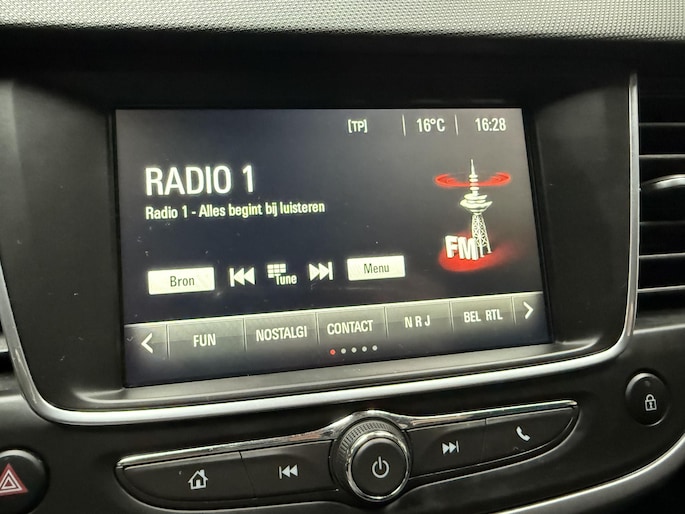 [TP] 16°C 16:28
RADIO 1
Radio 1 - Alles begint bij luisteren
FM
Bron Tune Menu
FUN NOSTALGI CONTACT N R J BEL RTL